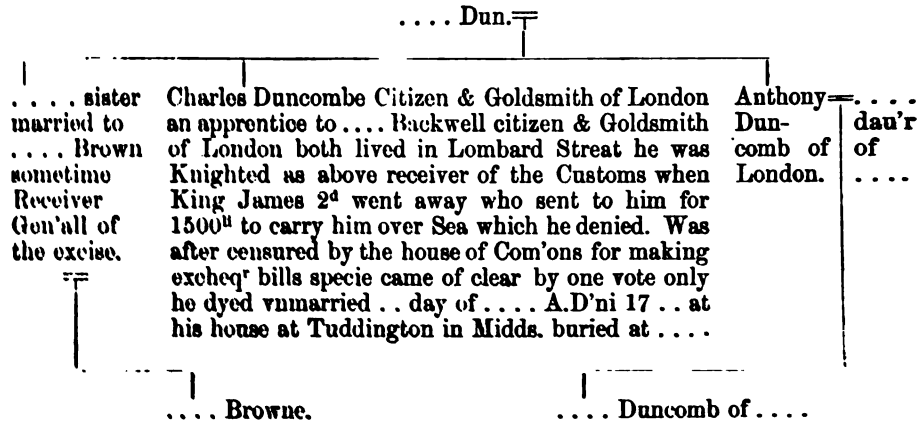 . . . . Dun.
. . . . sister
married to
. . . . Brown
sometime
Receiver
Gen'all of
the excise.
Charles Duncombe Citizen & Goldsmith of London
an apprentice to . . . . Backwell citizen & Goldsmith
of London both lived in Lombard Streat he was
Knighted as above receiver of the Customs when
King James 2ᵈ went away who sent to him for
1500ˡˡ to carry him over Sea which he denied. Was
after censured by the house of Com'ons for making
excheqʳ bills specie came of clear by one vote only
he dyed vnmarried . . day of . . . . A.D'ni 17 . . at
his house at Tuddington in Midds. buried at . . . .
Anthony=. . . .
Dun-
comb of
London.
dau'r
of
. . . .
. . . . Browne.
. . . . Duncomb of . . . .